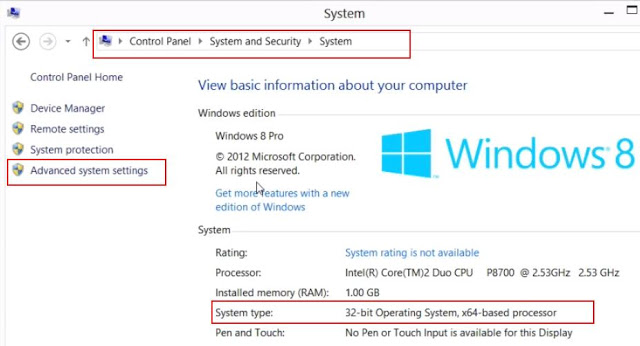 System
Control Panel System and Security System
Control Panel Home
Device Manager
Remote settings
System protection
Advanced system settings
View basic information about your computer
Windows edition
Windows 8 Pro
© 2012 Microsoft Corporation.
All rights reserved.
Get more features with a new
edition of Windows
Windows 8
System
Rating: System rating is not available
Processor: Intel(R) Core(TM)2 Duo CPU P8700 @ 2.53GHz 2.53 GHz
Installed memory (RAM): 1.00 GB
System type: 32-bit Operating System, x64-based processor
Pen and Touch: No Pen or Touch Input is available for this Display